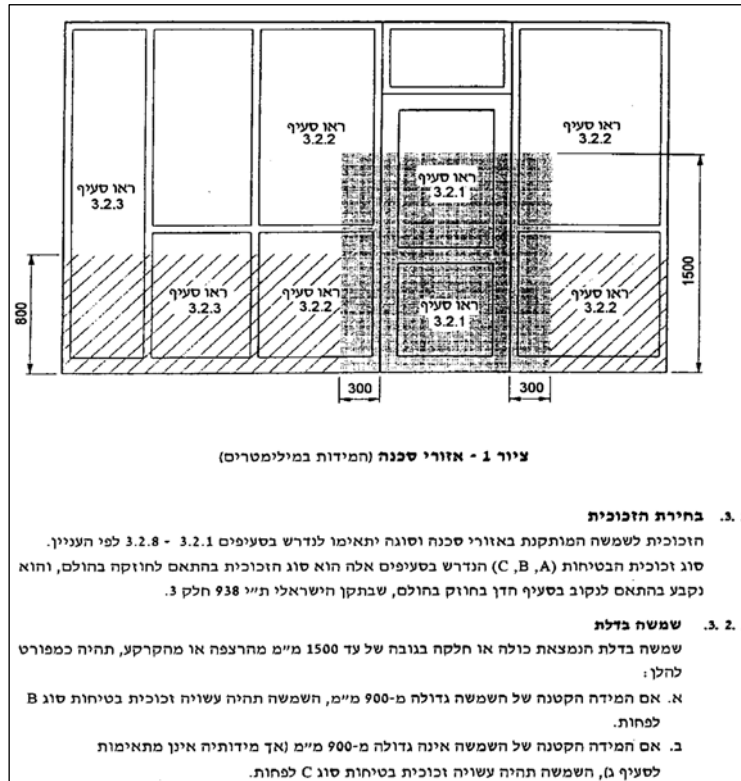 ראו סעיף
3.2.2
ראו סעיף
3.2.2
ראו סעיף
3.2.1
ראו סעיף
3.2.3
1500
800
ראו סעיף
3.2.3
ראו סעיף
3.2.2
ראו סעיף
3.2.1
ראו סעיף
3.2.2
300
300
ציור 1 - אזורי סכנה (המידות במילימטרים)
.3. בחירת הזכוכית
הזכוכית לשמשה המותקנת באזורי סכנה וסוגה יתאימו לנדרש בסעיפים 3.2.1 - 3.2.8 לפי העניין.
סוג זכוכית הבטיחות (C ,B ,A) הנדרש בסעיפים אלה הוא סוג הזכוכית בהתאם לחוזקה בהולם, והוא
נקבע בהתאם לנקוב בסעיף הדן בחוזק בהולם, שבתקן הישראלי ת״י 938 חלק 3.
.3. 2. שמשה בדלת
שמשה בדלת הנמצאת כולה או חלקה בגובה של עד 1500 מ״מ מהרצפה או מהקרקע, תהיה כמפורט
להלן:
א. אם המידה הקטנה של השמשה גדולה מ-900 מ״מ, השמשה תהיה עשויה זכוכית בטיחות סוג B
לפחות.
ב. אם המידה הקטנה של השמשה אינה גדולה מ-900 מ״מ (אך מידותיה אינן מתאימות
לסעיף ג), השמשה תהיה עשויה זכוכית בטיחות סוג C לפחות.